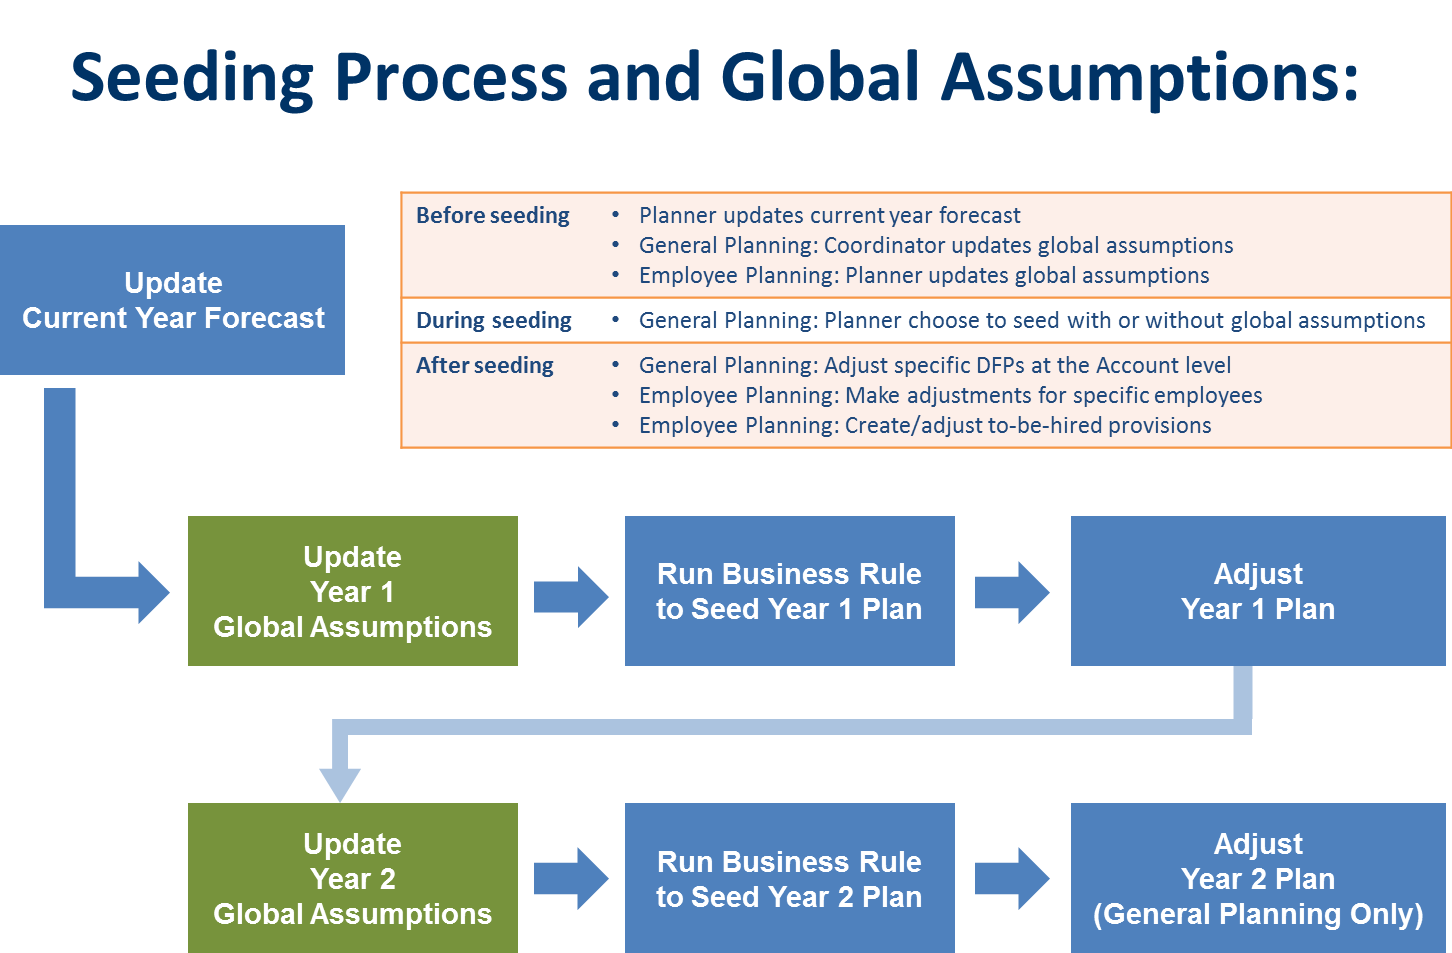 Seeding Process and Global Assumptions:
Before seeding
• Planner updates current year forecast
• General Planning: Coordinator updates global assumptions
• Employee Planning: Planner updates global assumptions
During seeding
• General Planning: Planner choose to seed with or without global assumptions
After seeding
• General Planning: Adjust specific DFPs at the Account level
• Employee Planning: Make adjustments for specific employees
• Employee Planning: Create/adjust to-be-hired provisions
Update
Current Year Forecast
Update
Year 1
Global Assumptions
Run Business Rule
to Seed Year 1 Plan
Adjust
Year 1 Plan
Update
Year 2
Global Assumptions
Run Business Rule
to Seed Year 2 Plan
Adjust
Year 2 Plan
(General Planning Only)